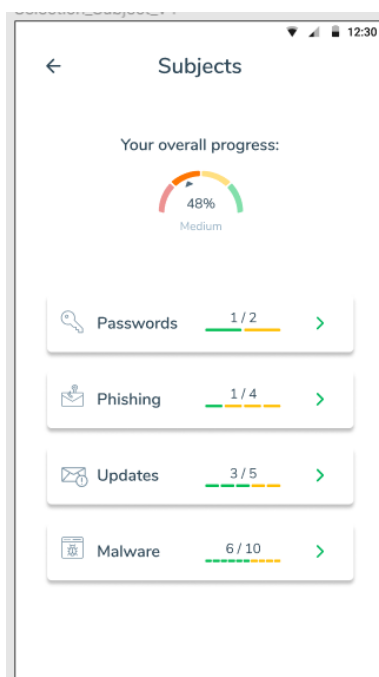 Selection_Subject_V1
12:30
Subjects
Your overall progress:
48%
Medium
Passwords 1 / 2
Phishing 1 / 4
Updates 3 / 5
Malware 6 / 10